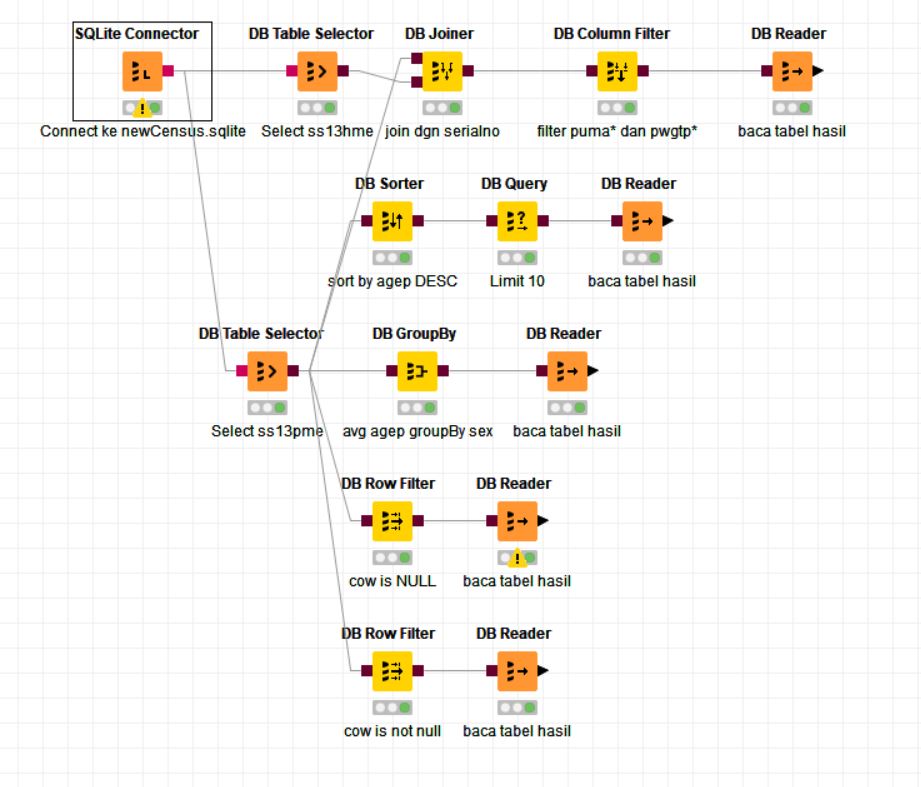 SQLite Connector
DB Table Selector
DB Joiner
DB Column Filter
DB Reader
Connect ke newCensus.sqlite
Select ss13hme
join dgn serialno
filter puma* dan pwgtp*
baca tabel hasil
DB Sorter
DB Query
DB Reader
sort by agep DESC
Limit 10
baca tabel hasil
DB Table Selector
DB GroupBy
DB Reader
Select ss13pme
avg agep groupBy sex
baca tabel hasil
DB Row Filter
DB Reader
cow is NULL
baca tabel hasil
DB Row Filter
DB Reader
cow is not null
baca tabel hasil